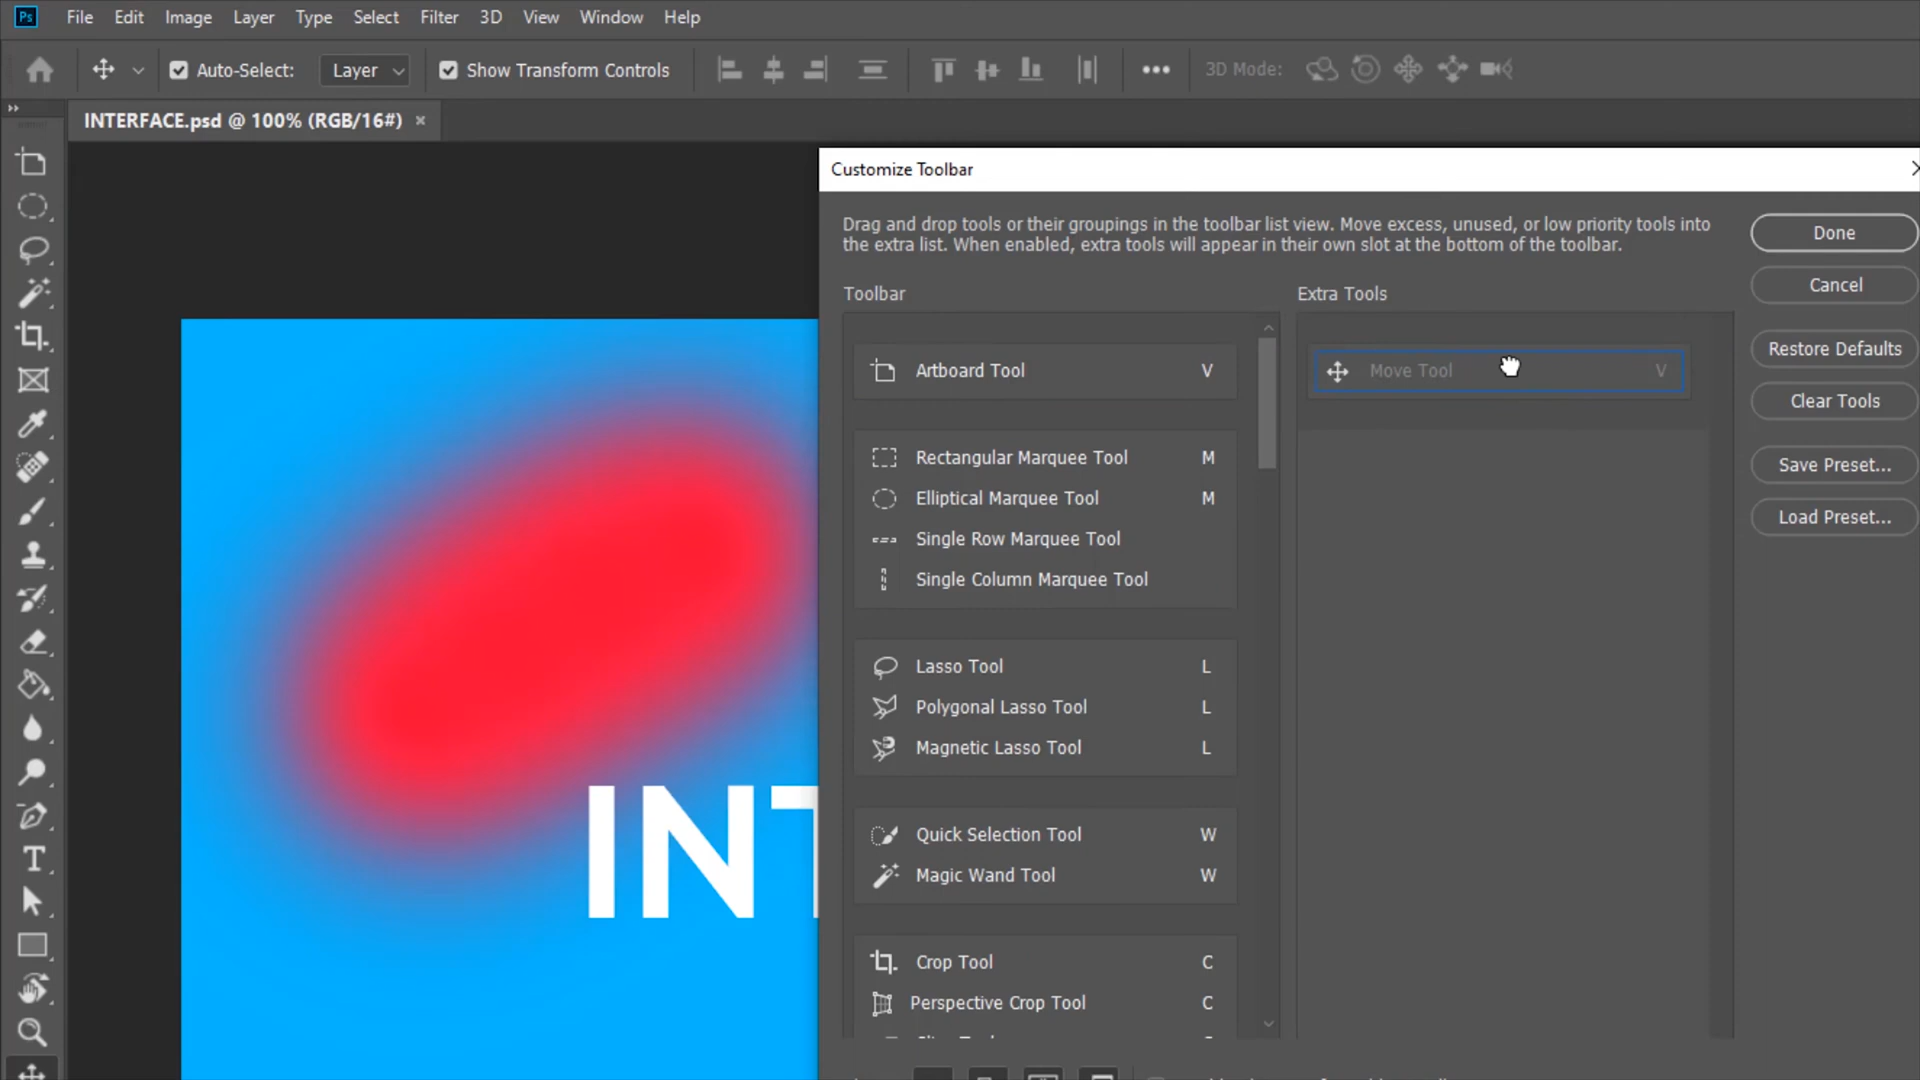 Ps File Edit Image Layer Type Select Filter 3D View Window Help
Auto-Select: Layer Show Transform Controls 3D Mode:
INTERFACE.psd @ 100% (RGB/16#) ×
Customize Toolbar
Drag and drop tools or their groupings in the toolbar list view. Move excess, unused, or low priority tools into
the extra list. When enabled, extra tools will appear in their own slot at the bottom of the toolbar.
Done
Cancel
Restore Defaults
Clear Tools
Save Preset...
Load Preset...
Toolbar
Artboard Tool V
Rectangular Marquee Tool M
Elliptical Marquee Tool M
Single Row Marquee Tool
Single Column Marquee Tool
Lasso Tool L
Polygonal Lasso Tool L
Magnetic Lasso Tool L
Quick Selection Tool W
Magic Wand Tool W
Crop Tool C
Perspective Crop Tool C
Extra Tools
Move Tool V
INT